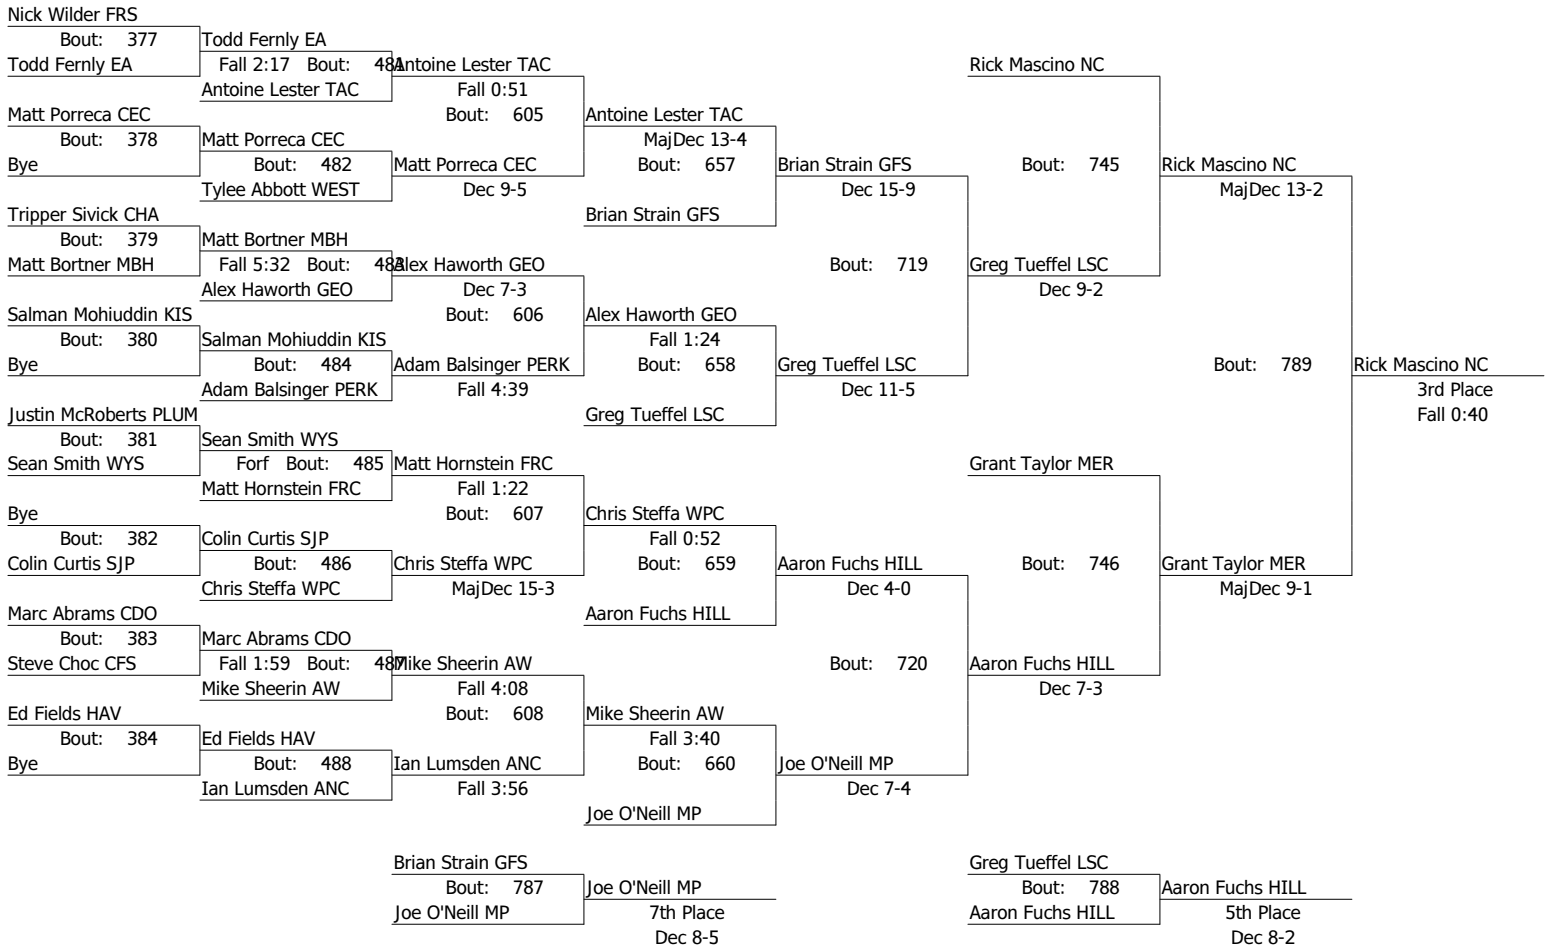 Nick Wilder FRS
Bout: 377
Todd Fernly EA
Todd Fernly EA
Fall 2:17 Bout: 481
Antoine Lester TAC
Antoine Lester TAC
Fall 0:51
Bout: 605
Matt Porreca CEC
Bout: 378
Bye
Matt Porreca CEC
Bout: 482
Tylee Abbott WEST
Matt Porreca CEC
Dec 9-5
Antoine Lester TAC
MajDec 13-4
Bout: 657
Brian Strain GFS
Brian Strain GFS
Dec 15-9
Tripper Sivick CHA
Bout: 379
Matt Bortner MBH
Matt Bortner MBH
Fall 5:32 Bout: 483
Alex Haworth GEO
Alex Haworth GEO
Dec 7-3
Bout: 606
Salman Mohiuddin KIS
Bout: 380
Bye
Salman Mohiuddin KIS
Bout: 484
Adam Balsinger PERK
Adam Balsinger PERK
Fall 4:39
Alex Haworth GEO
Fall 1:24
Bout: 658
Greg Tueffel LSC
Greg Tueffel LSC
Dec 11-5
Bout: 719
Rick Mascino NC
Bout: 745
Greg Tueffel LSC
Dec 9-2
Rick Mascino NC
MajDec 13-2
Justin McRoberts PLUM
Bout: 381
Sean Smith WYS
Sean Smith WYS
Forf Bout: 485
Matt Hornstein FRC
Matt Hornstein FRC
Fall 1:22
Bout: 607
Bye
Bout: 382
Colin Curtis SJP
Colin Curtis SJP
Bout: 486
Chris Steffa WPC
Chris Steffa WPC
MajDec 15-3
Chris Steffa WPC
Fall 0:52
Bout: 659
Aaron Fuchs HILL
Aaron Fuchs HILL
Dec 4-0
Marc Abrams CDO
Bout: 383
Steve Choc CFS
Marc Abrams CDO
Fall 1:59 Bout: 487
Mike Sheerin AW
Mike Sheerin AW
Fall 4:08
Bout: 608
Ed Fields HAV
Bout: 384
Bye
Ed Fields HAV
Bout: 488
Ian Lumsden ANC
Ian Lumsden ANC
Fall 3:56
Mike Sheerin AW
Fall 3:40
Bout: 660
Joe O'Neill MP
Joe O'Neill MP
Dec 7-4
Bout: 720
Grant Taylor MER
Bout: 746
Aaron Fuchs HILL
Dec 7-3
Grant Taylor MER
MajDec 9-1
Bout: 789
Rick Mascino NC
3rd Place
Fall 0:40
Brian Strain GFS
Bout: 787
Joe O'Neill MP
Joe O'Neill MP
7th Place
Dec 8-5
Greg Tueffel LSC
Bout: 788
Aaron Fuchs HILL
Aaron Fuchs HILL
5th Place
Dec 8-2